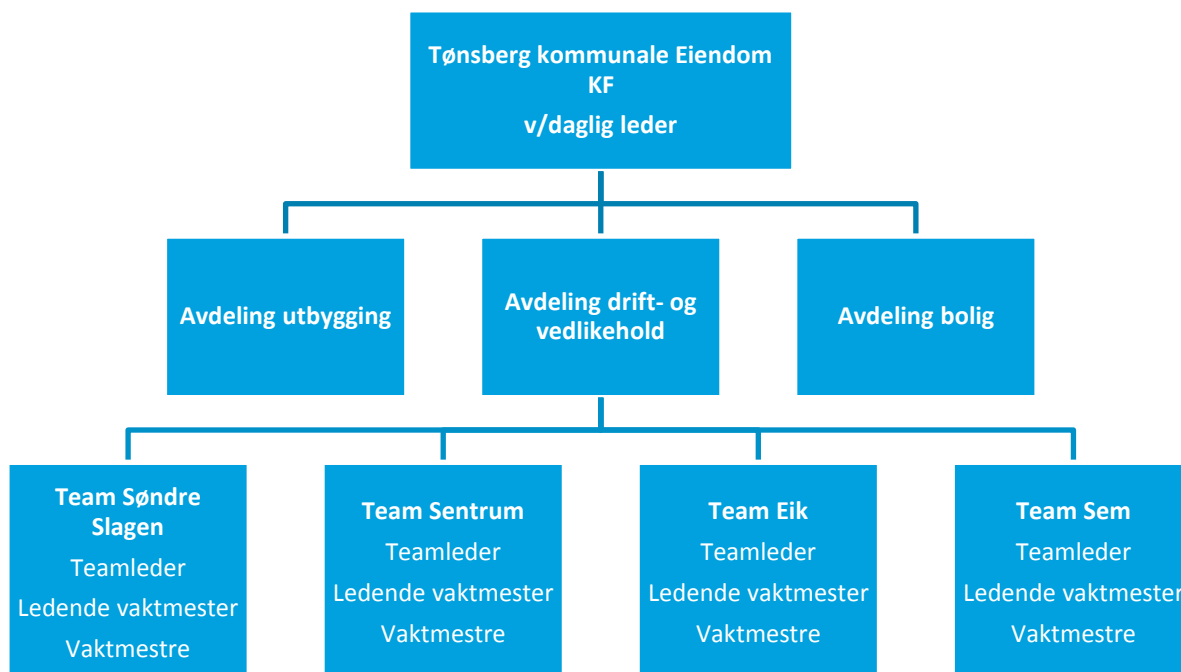 Tønsberg kommunale Eiendom
KF
v/daglig leder
Avdeling utbygging
Avdeling drift- og
vedlikehold
Avdeling bolig
Team Søndre
Slagen
Teamleder
Ledende vaktmester
Vaktmestre
Team Sentrum
Teamleder
Ledende vaktmester
Vaktmestre
Team Eik
Teamleder
Ledende vaktmester
Vaktmestre
Team Sem
Teamleder
Ledende vaktmester
Vaktmestre